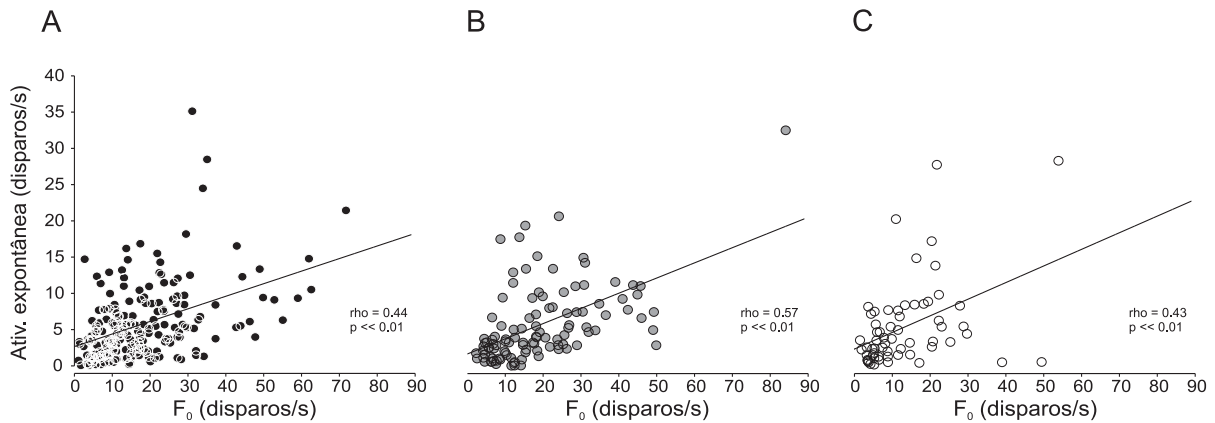 A
B
C
Ativ. expontânea (disparos/s)
40
35
30
25
20
15
10
5
0
rho = 0.44
p << 0.01
0 10 20 30 40 50 60 70 80 90
F₀ (disparos/s)
rho = 0.57
p << 0.01
0 10 20 30 40 50 60 70 80 90
F₀ (disparos/s)
rho = 0.43
p << 0.01
0 10 20 30 40 50 60 70 80 90
F₀ (disparos/s)